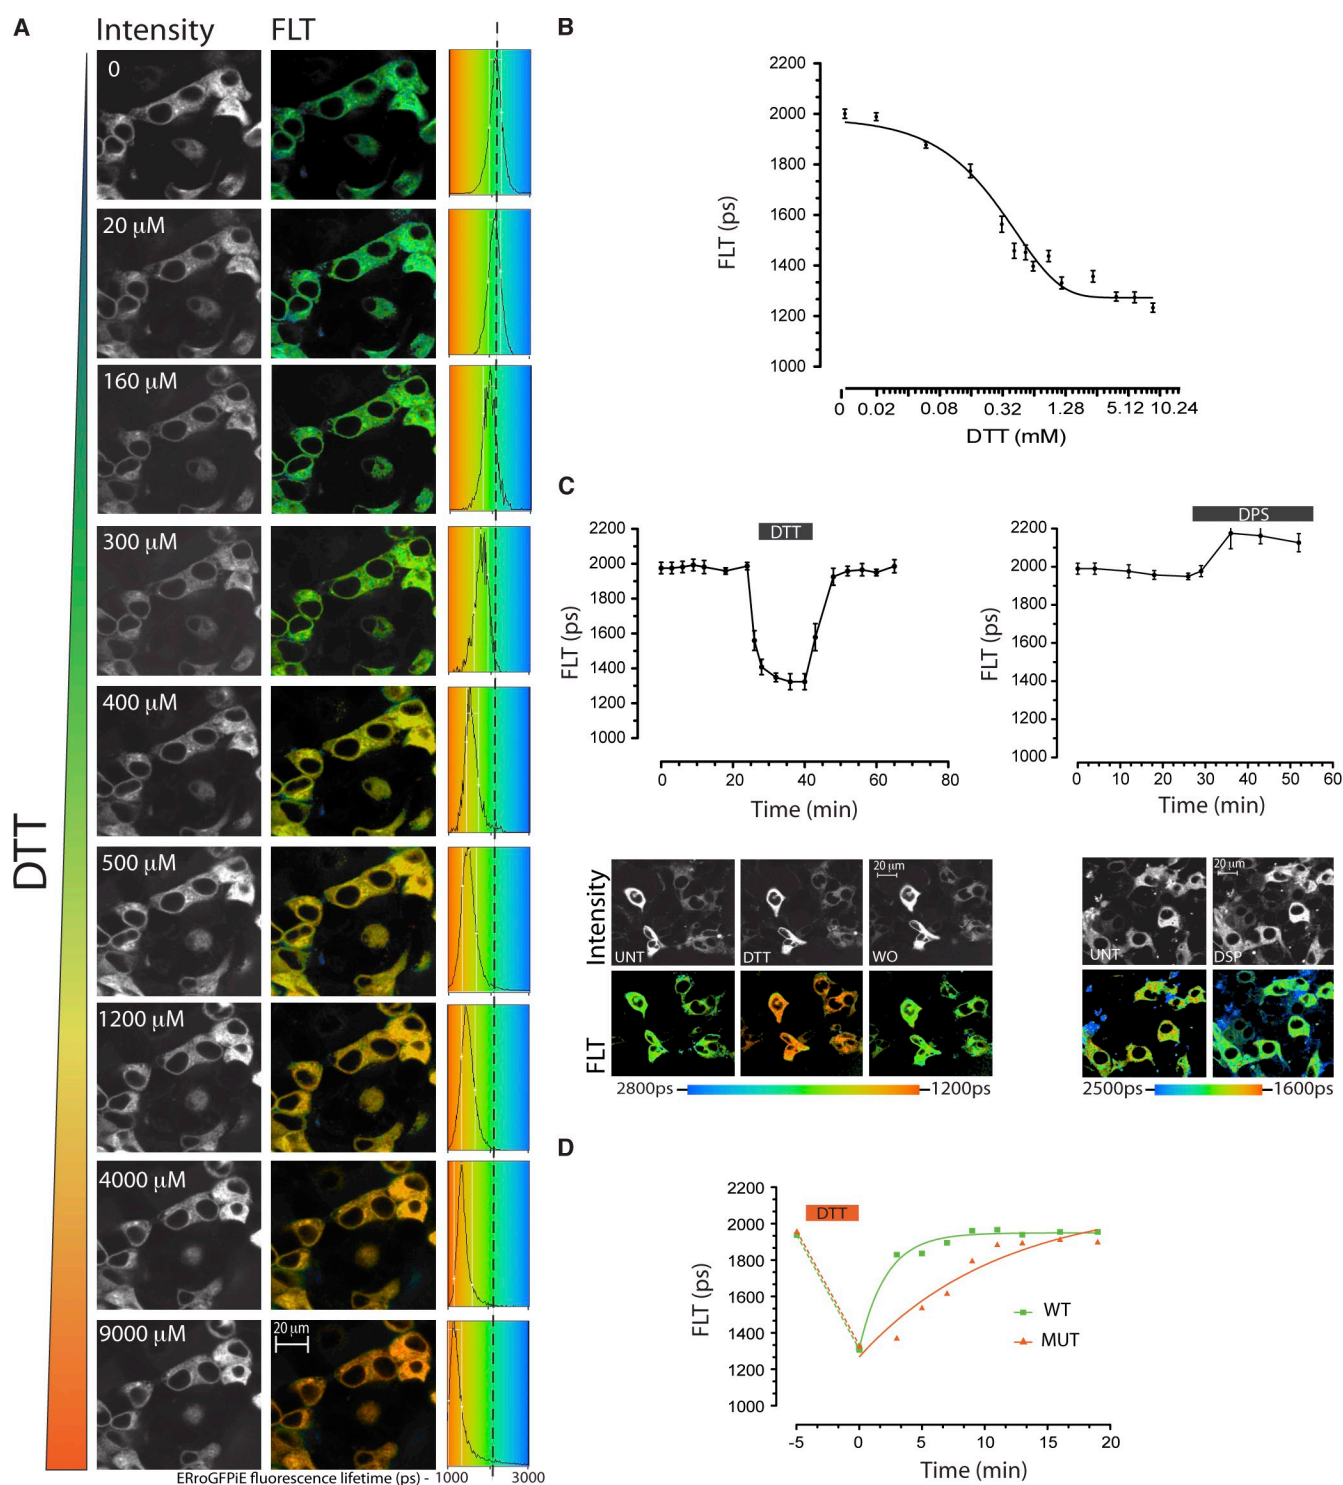 A
Intensity FLT
0
20 μM
160 μM
300 μM
400 μM
500 μM
1200 μM
4000 μM
9000 μM
20 μm
DTT
ERroGFPiE fluorescence lifetime (ps) - 1000 3000
B
2200
2000
1800
1600
1400
1200
1000
FLT (ps)
0 0.02 0.08 0.32 1.28 5.12 10.24
DTT (mM)
C
DTT
2200
2000
1800
1600
1400
1200
1000
FLT (ps)
0 20 40 60 80
Time (min)
DPS
2200
2000
1800
1600
1400
1200
1000
FLT (ps)
0 10 20 30 40 50 60
Time (min)
Intensity
UNT
DTT
20 μm
WO
FLT
2800ps 1200ps
UNT
20 μm
DSP
2500ps 1600ps
D
DTT
2200
2000
1800
1600
1400
1200
1000
FLT (ps)
WT
MUT
-5 0 5 10 15 20
Time (min)